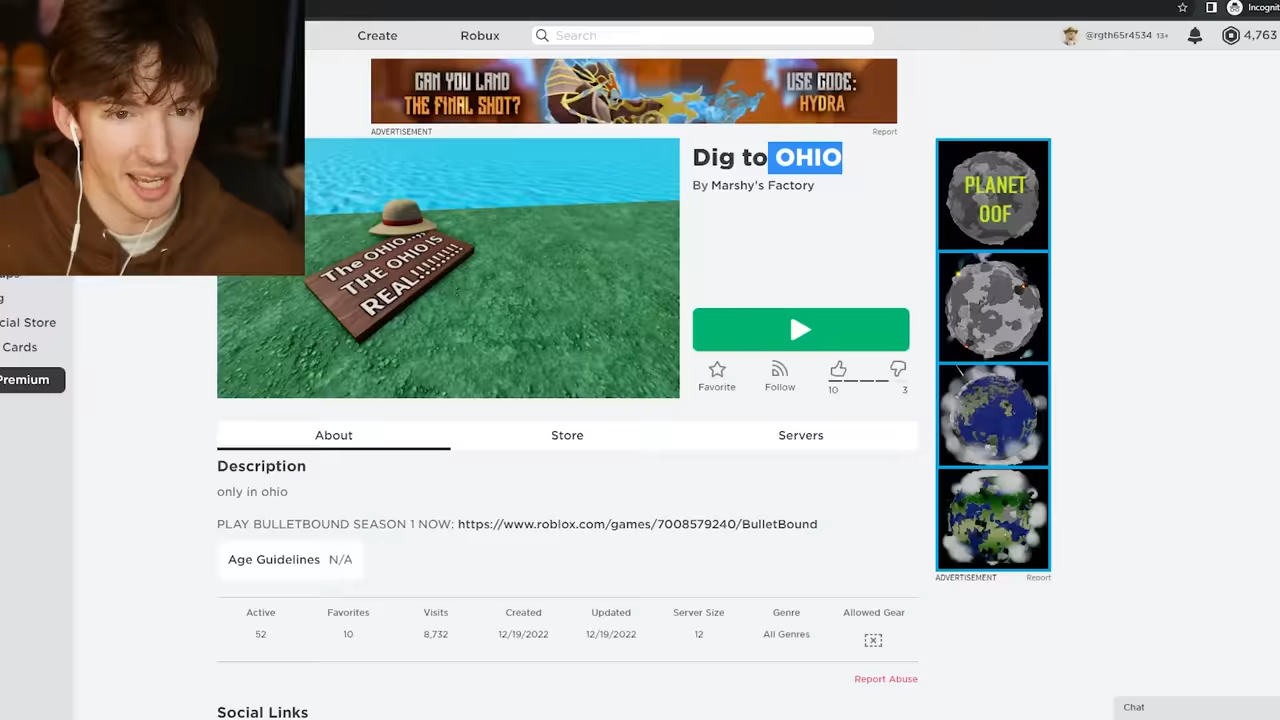 Incognit
Create
Robux
Search
@rgth65r4534 13+
4,763
CAN YOU LAND
THE FINAL SHOT?
USE CODE:
HYDRA
ADVERTISEMENT
Report
Dig to OHIO
By Marshy's Factory
The OHIO....
THE OHIO IS
REAL!!!!!!!!!
PLANET
OOF
Favorite
Follow
10
3
cial Store
Cards
Premium
About
Store
Servers
Description
only in ohio
PLAY BULLETBOUND SEASON 1 NOW: https://www.roblox.com/games/7008579240/BulletBound
Age Guidelines N/A
ADVERTISEMENT
Report
Active
Favorites
Visits
Created
Updated
Server Size
Genre
Allowed Gear
52
10
8,732
12/19/2022
12/19/2022
12
All Genres
Report Abuse
Chat
Social Links